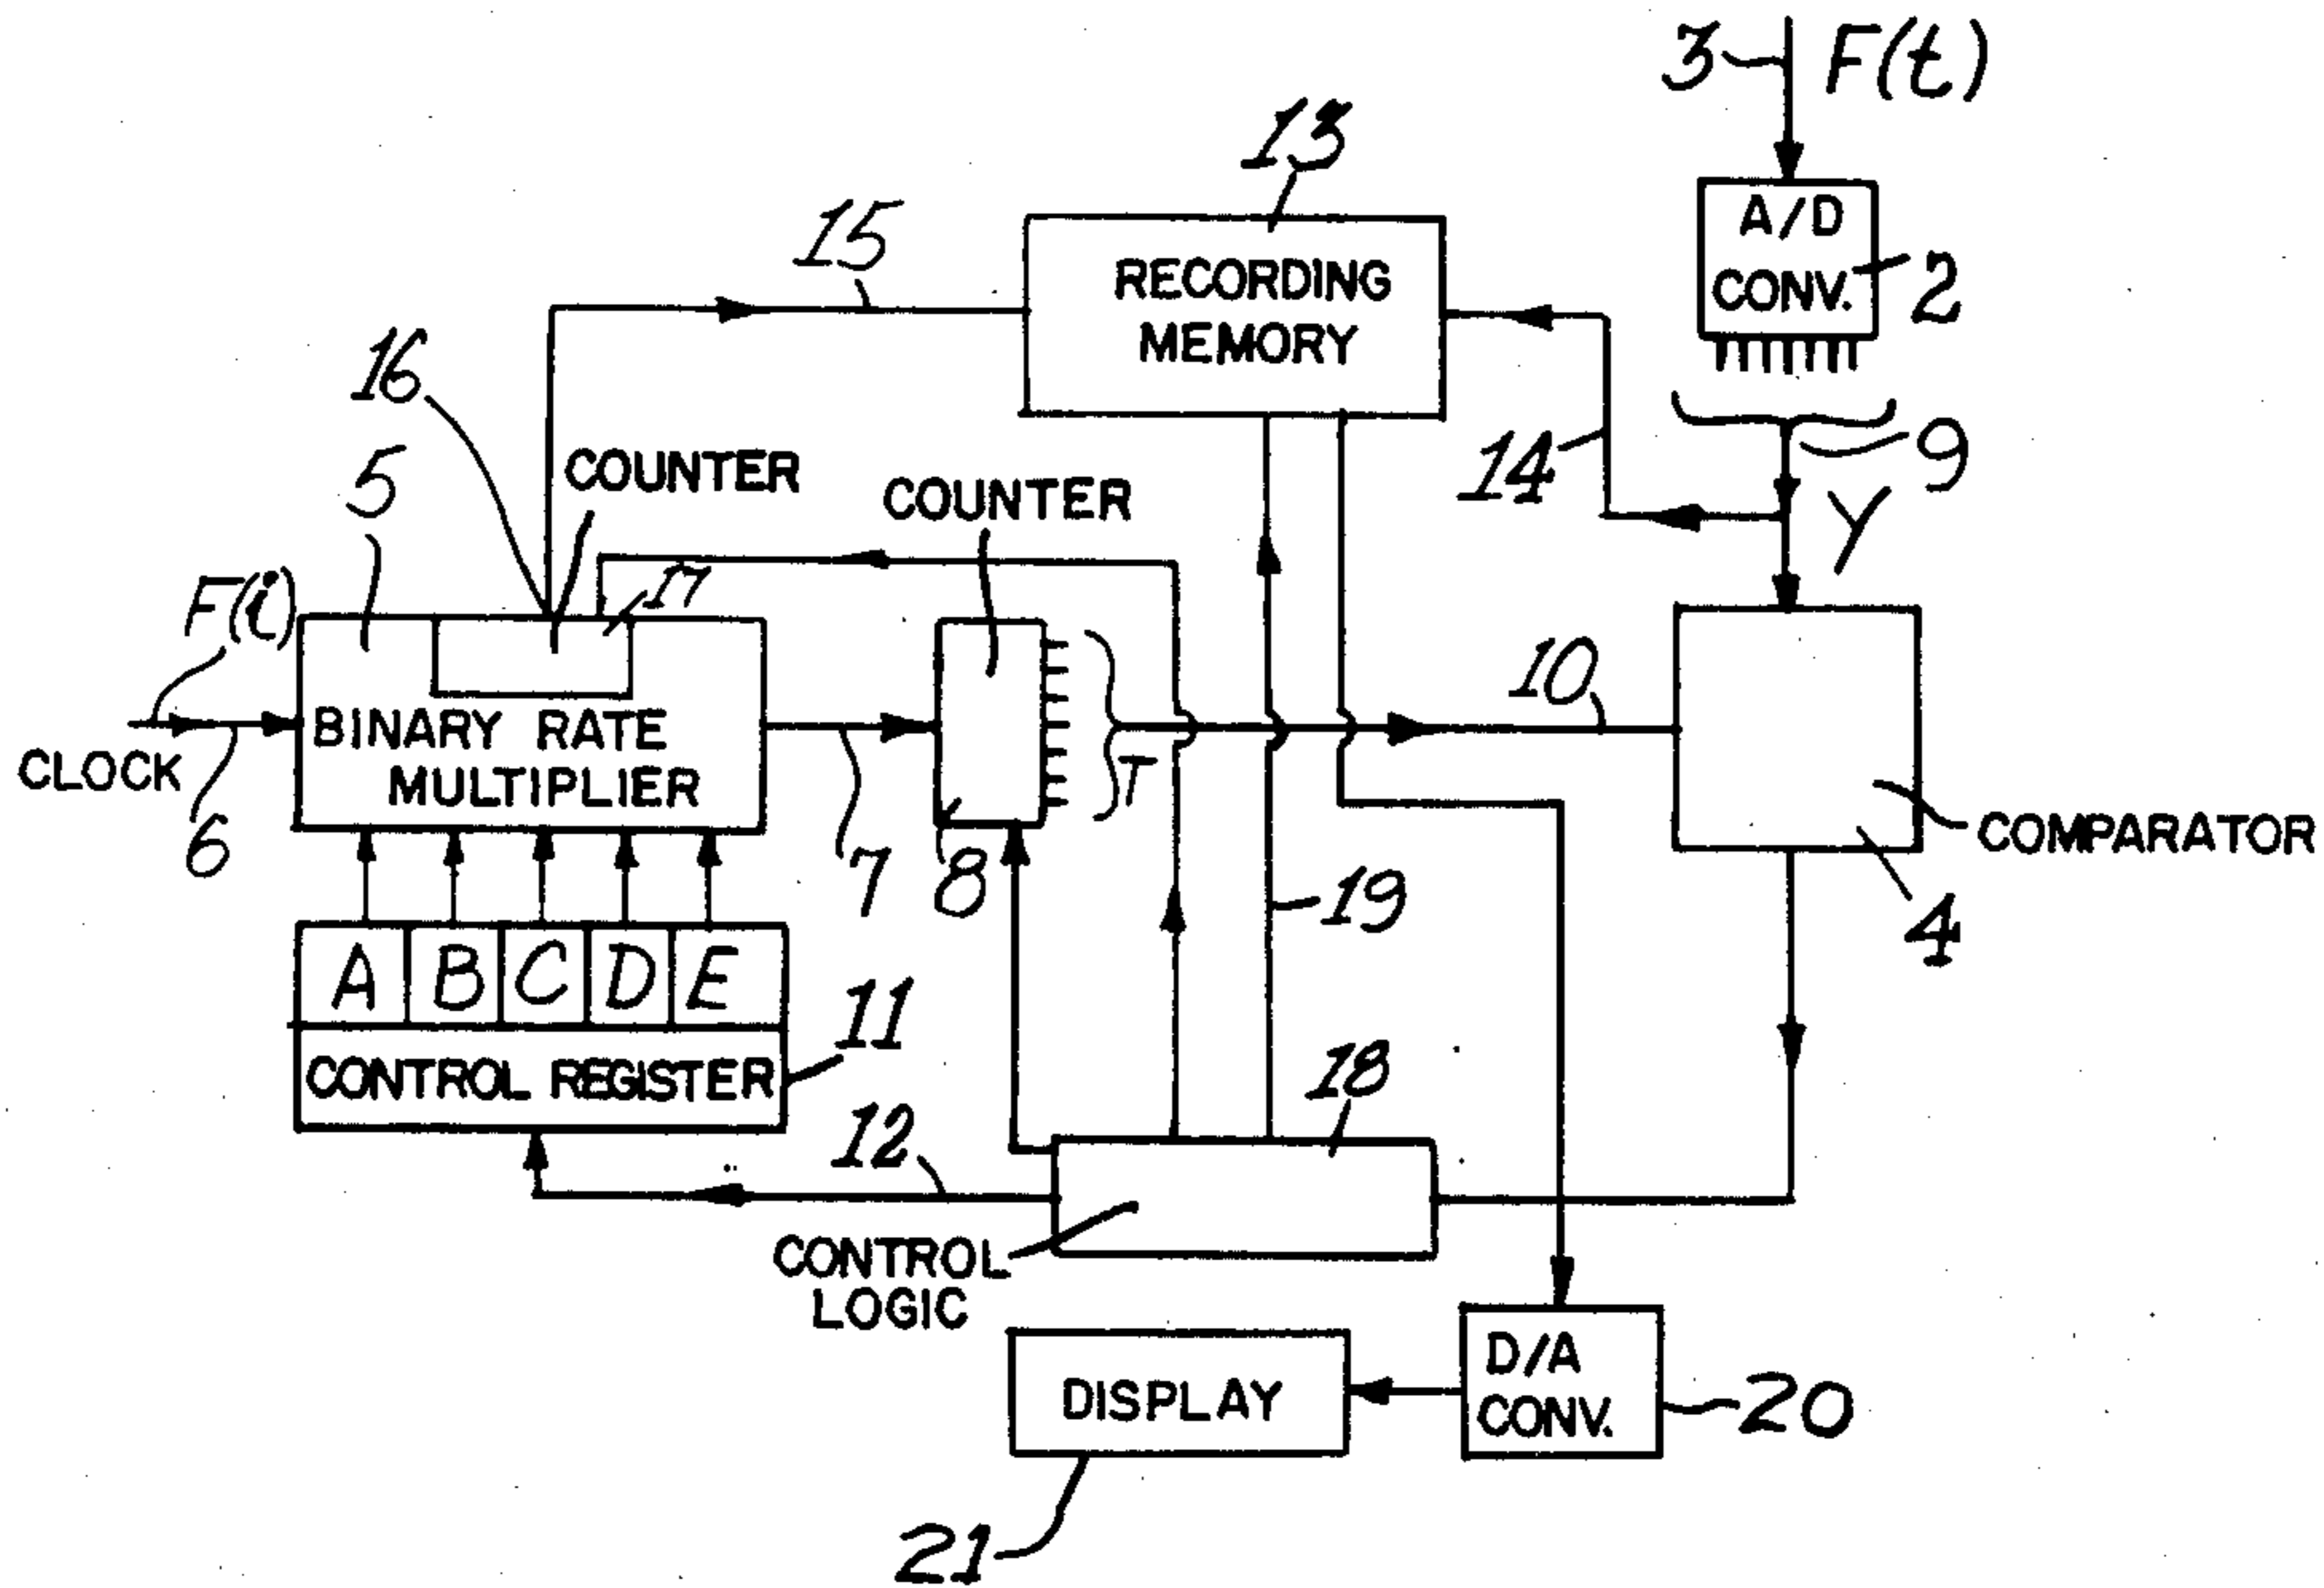 3 F(t)
13
A/D
CONV.
2
15
RECORDING
MEMORY
16
14
9
5
COUNTER
COUNTER
Y
F(i)
17
10
BINARY RATE
MULTIPLIER
CLOCK
T
COMPARATOR
6
7
8
19
4
A B C D E
11
CONTROL REGISTER
18
12
CONTROL
LOGIC
D/A
CONV.
20
DISPLAY
21